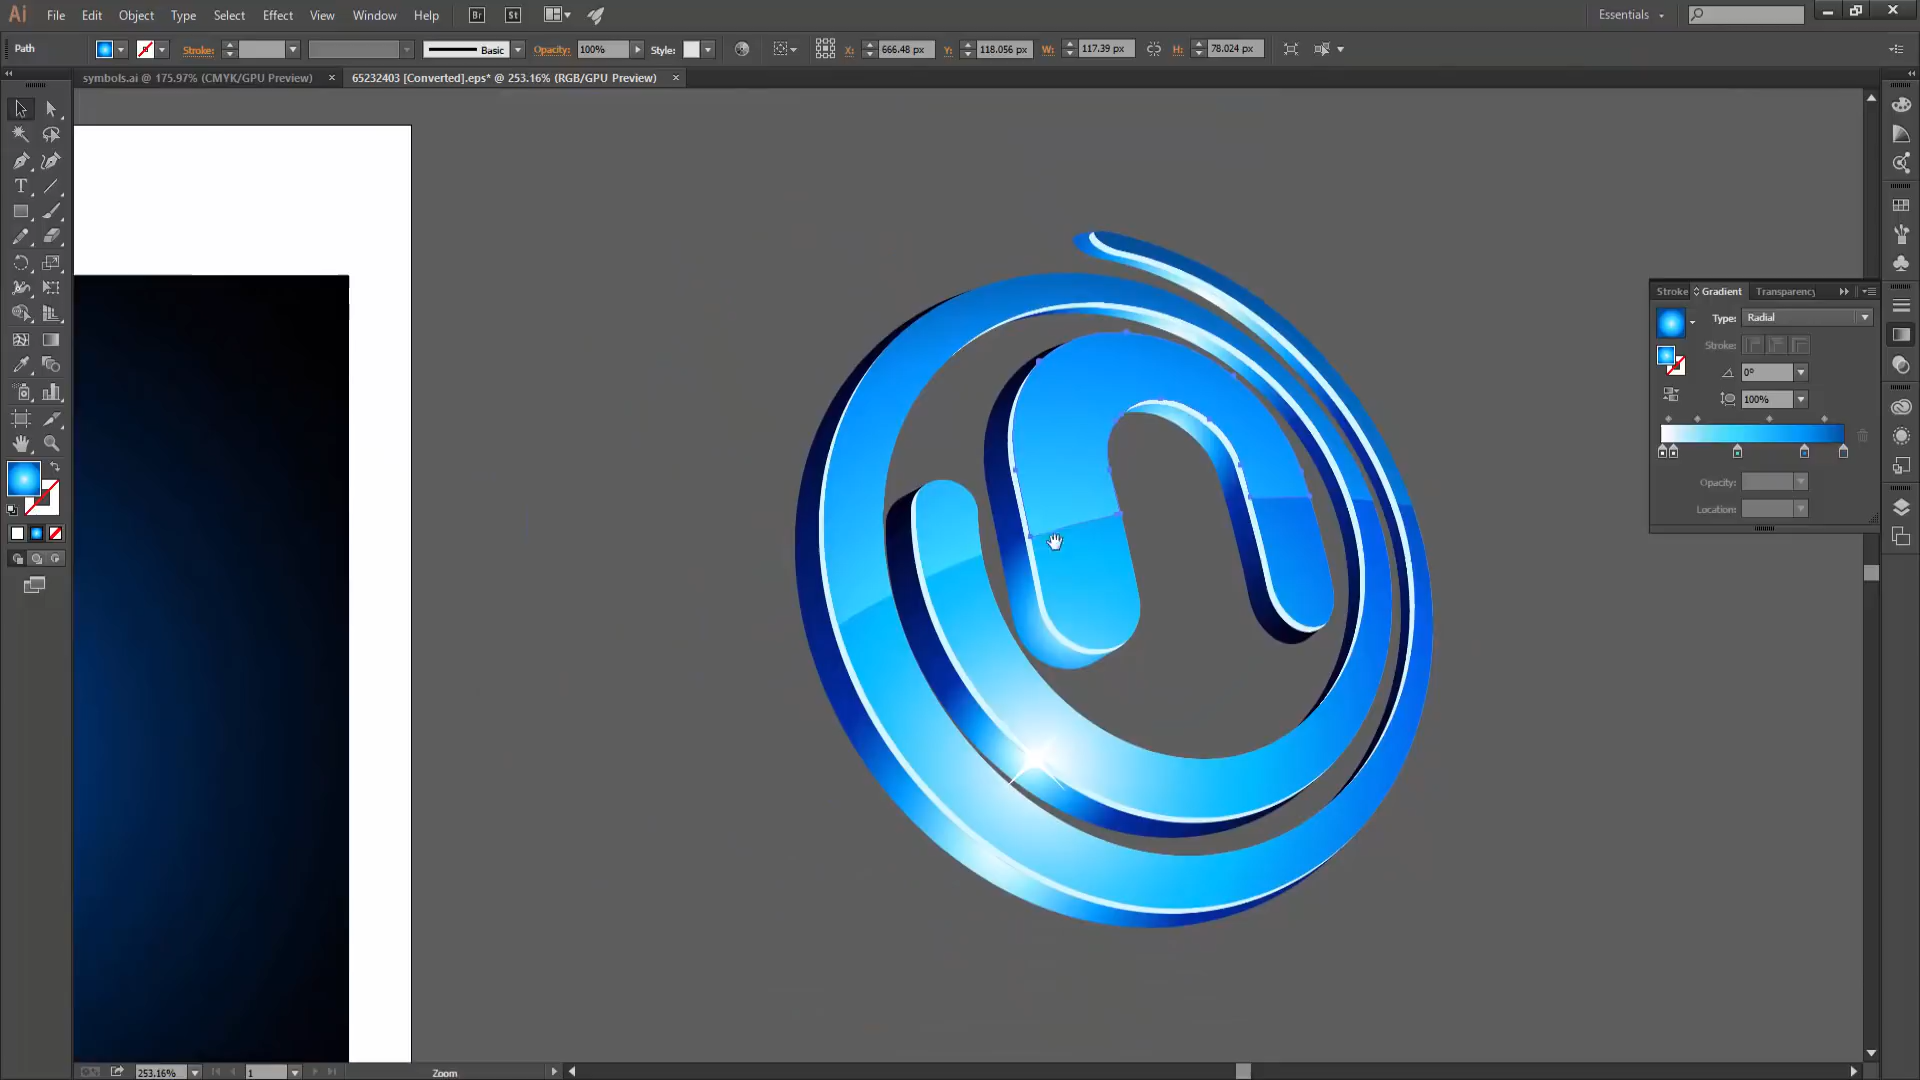 Ai File Edit Object Type Select Effect View Window Help Br St Essentials
Path Stroke: Basic Opacity: 100% Style: X: 666.48 px Y: 118.056 px W: 117.39 px H: 78.024 px
symbols.ai @ 175.97% (CMYK/GPU Preview) × 65232403 [Converted].eps* @ 253.16% (RGB/GPU Preview) ×
Stroke Gradient Transparency
Type: Radial
Stroke:
0°
100%
Opacity:
Location:
253.16% 1 Zoom